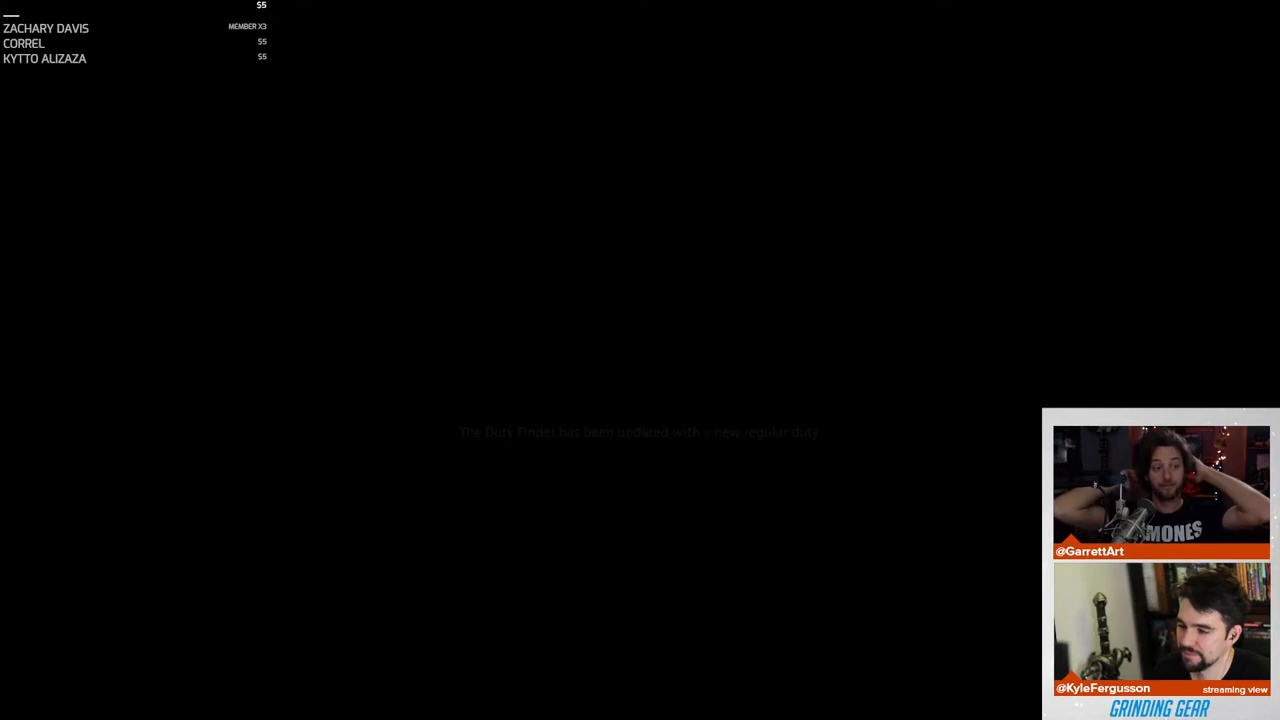 $5
ZACHARY DAVIS MEMBER X3
CORREL $5
KYTTO ALIZAZA $5
The Duty Finder has been updated with a new regular duty.
MONES
@GarrettArt
@KyleFergusson streaming view
GRINDING GEAR